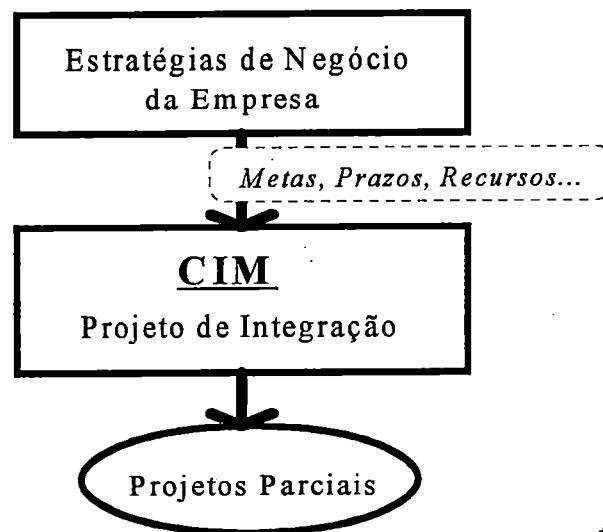 Estratégias de Negócio
da Empresa
Metas, Prazos, Recursos...
CIM
Projeto de Integração
Projetos Parciais